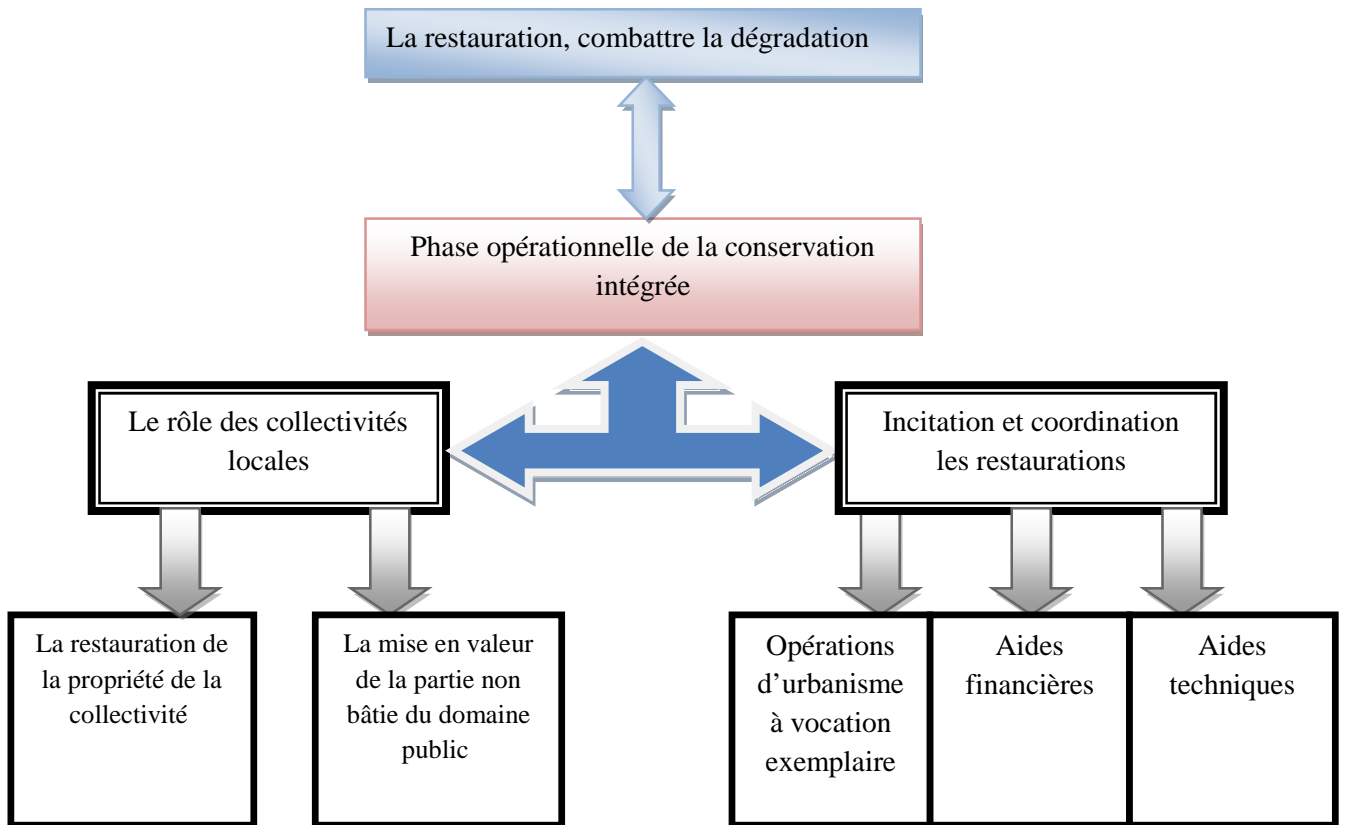 La restauration, combattre la dégradation
Phase opérationnelle de la conservation
intégrée
Le rôle des collectivités
locales
Incitation et coordination
les restaurations
La restauration de
la propriété de la
collectivité
La mise en valeur
de la partie non
bâtie du domaine
public
Opérations
d’urbanisme
à vocation
exemplaire
Aides
financières
Aides
techniques